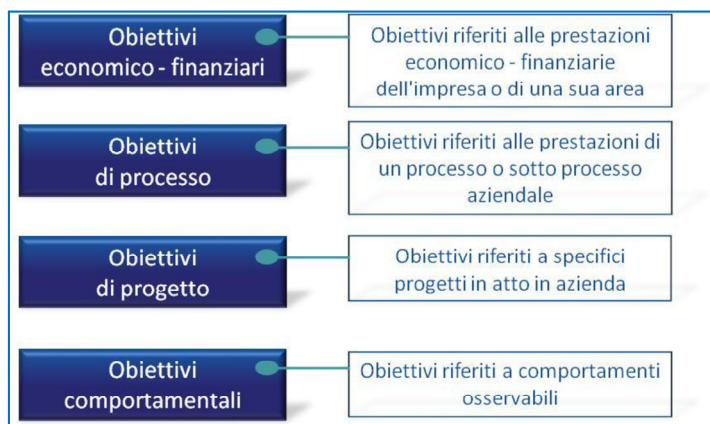 Obiettivi
economico - finanziari
Obiettivi riferiti alle prestazioni
economico - finanziarie
dell'impresa o di una sua area
Obiettivi
di processo
Obiettivi riferiti alle prestazioni di
un processo o sotto processo
aziendale
Obiettivi
di progetto
Obiettivi riferiti a specifici
progetti in atto in azienda
Obiettivi
comportamentali
Obiettivi riferiti a comportamenti
osservabili